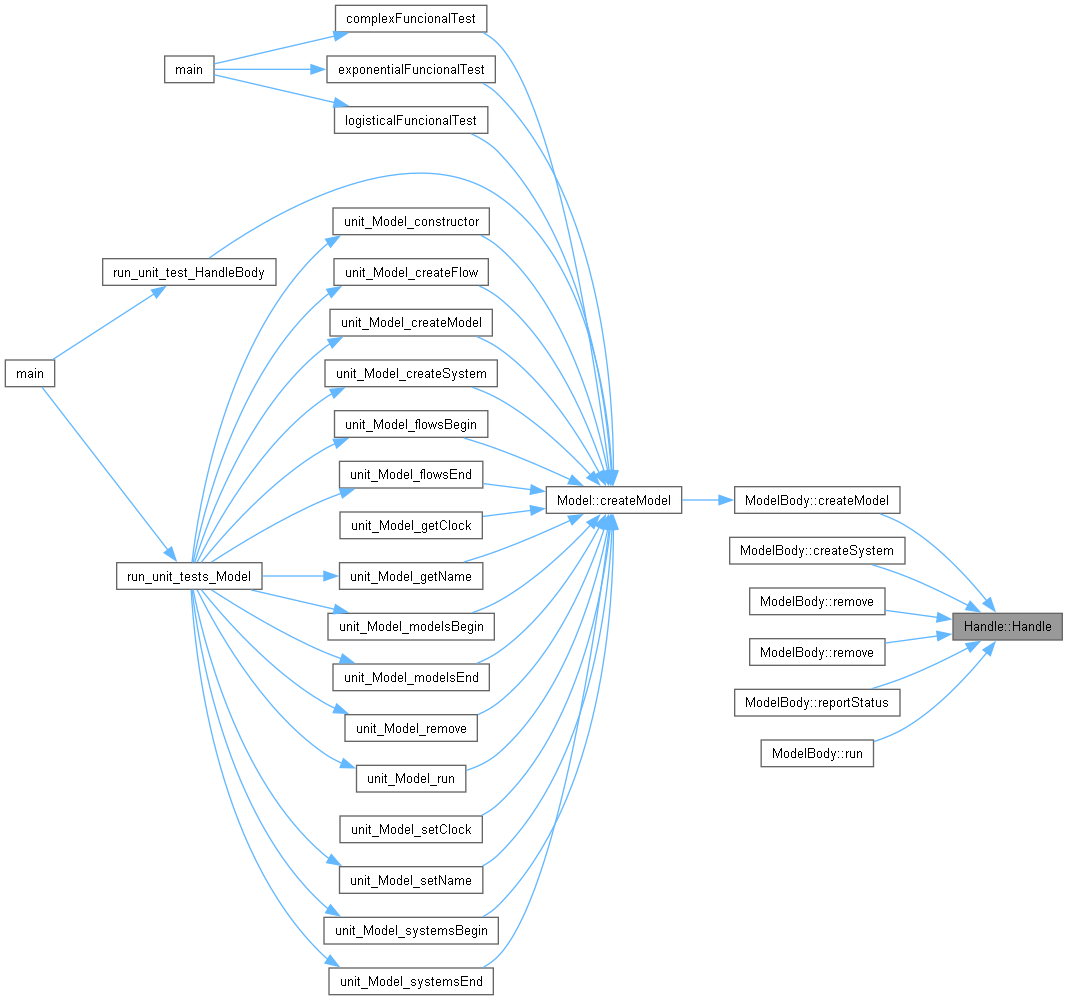 complexFuncionalTest
main
exponentialFuncionalTest
logisticalFuncionalTest
unit_Model_constructor
run_unit_test_HandleBody
unit_Model_createFlow
unit_Model_createModel
main
unit_Model_createSystem
unit_Model_flowsBegin
unit_Model_flowsEnd
Model::createModel
ModelBody::createModel
unit_Model_getClock
ModelBody::createSystem
run_unit_tests_Model
unit_Model_getName
ModelBody::remove
unit_Model_modelsBegin
Handle::Handle
ModelBody::remove
unit_Model_modelsEnd
ModelBody::reportStatus
unit_Model_remove
ModelBody::run
unit_Model_run
unit_Model_setClock
unit_Model_setName
unit_Model_systemsBegin
unit_Model_systemsEnd